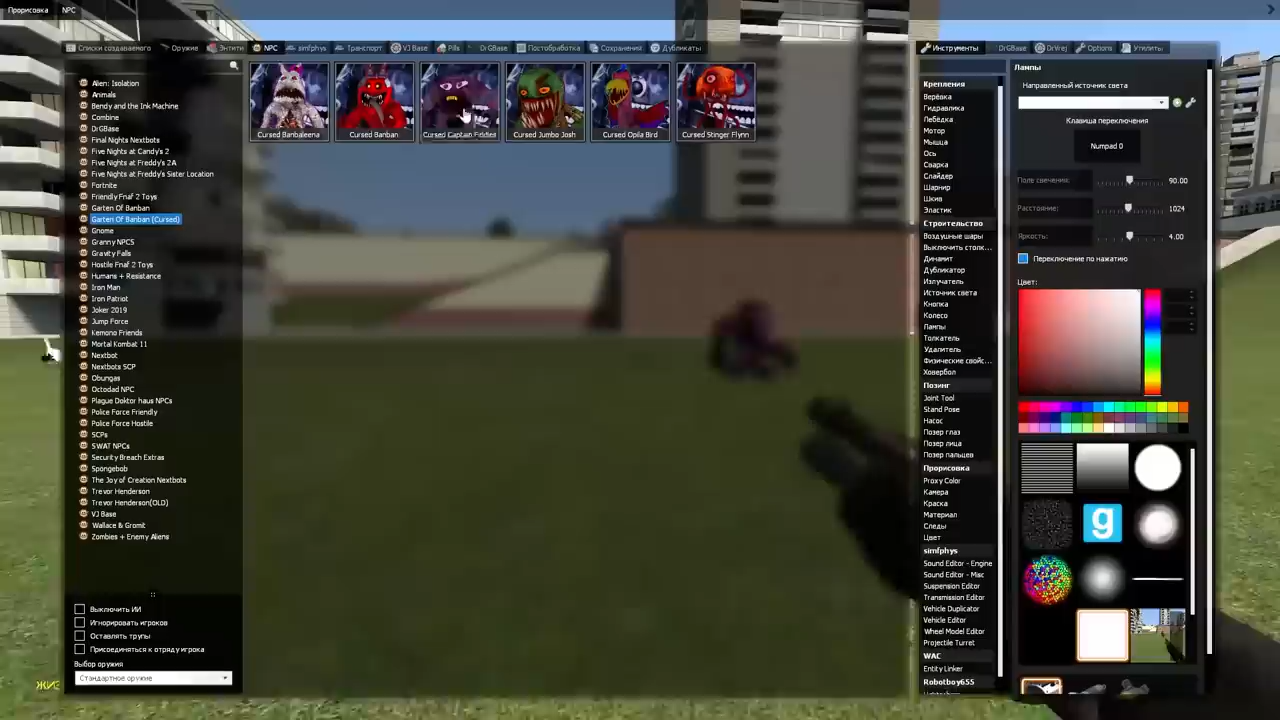 Прорисовка NPC
Списки создаваемого Оружие Энтити NPC simfphys Транспорт VJ Base Pills DrGBase Постобработка Сохранения Дубликаты
Alien: Isolation
Animals
Bendy and the Ink Machine
Combine
DrGBase
Final Nights Nextbots
Five Nights at Candy's 2
Five Nights at Freddy's 2A
Five Nights at Freddy's Sister Location
Fortnite
Friendly Fnaf 2 Toys
Garten Of Banban
Garten Of Banban (Cursed)
Gnome
Granny NPCS
Gravity Falls
Hostile Fnaf 2 Toys
Humans + Resistance
Iron Man
Iron Patriot
Joker 2019
Jump Force
Kemono Friends
Mortal Kombat 11
Nextbot
Nextbots SCP
Obungas
Octodad NPC
Plague Doktor haus NPCs
Police Force Friendly
Police Force Hostile
SCPs
SWAT NPCs
Security Breach Extras
Spongebob
The Joy of Creation Nextbots
Trevor Henderson
Trevor Henderson(OLD)
VJ Base
Wallace & Gromit
Zombies + Enemy Aliens
Выключить ИИ
Игнорировать игроков
Оставлять трупы
Присоединяться к отряду игрока
Выбор оружия
Стандартное оружие
Cursed Banbaleena Cursed Banban Cursed Captain Fiddles Cursed Jumbo Josh Cursed Opila Bird Cursed Stinger Flynn
Инструменты DrGBase DrVrej Options Утилиты
Крепления
Верёвка
Гидравлика
Лебёдка
Мотор
Мышца
Ось
Сварка
Слайдер
Шарнир
Шкив
Эластик
Строительство
Воздушные шары
Выключить столк...
Динамит
Дубликатор
Излучатель
Источник света
Кнопка
Колесо
Лампы
Толкатель
Удалитель
Физические свойс...
Ховербол
Позинг
Joint Tool
Stand Pose
Насос
Позер глаз
Позер лица
Позер пальцев
Прорисовка
Proxy Color
Камера
Краска
Материал
Следы
Цвет
simfphys
Sound Editor - Engine
Sound Editor - Misc
Suspension Editor
Transmission Editor
Vehicle Duplicator
Vehicle Editor
Wheel Model Editor
Projectile Turret
WAC
Entity Linker
Robotboy655
Лампы
Направленный источник света
Клавиша переключения
Numpad 0
Поле свечения: 90.00
Расстояние: 1024
Яркость: 4.00
Переключение по нажатию
Цвет:
g